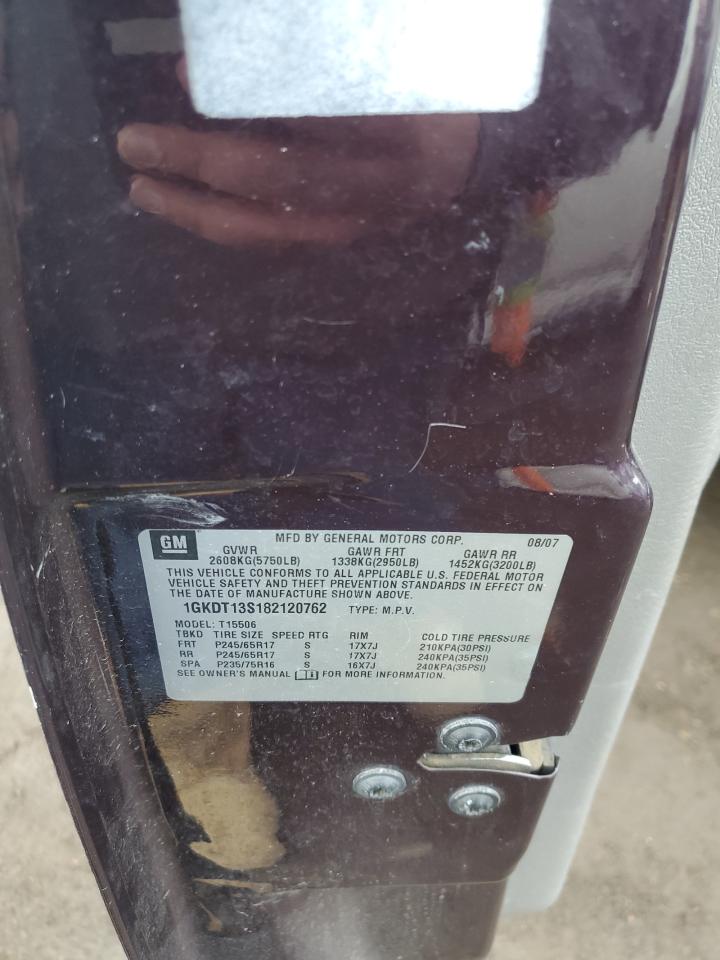 GM MFD BY GENERAL MOTORS CORP. 08/07
GVWR GAWR FRT GAWR RR
2608KG(5750LB) 1338KG(2950LB) 1452KG(3200LB)
THIS VEHICLE CONFORMS TO ALL APPLICABLE U.S. FEDERAL MOTOR
VEHICLE SAFETY AND THEFT PREVENTION STANDARDS IN EFFECT ON
THE DATE OF MANUFACTURE SHOWN ABOVE.
1GKDT13S182120762 TYPE: M.P.V.
MODEL: T15506
TBKD TIRE SIZE SPEED RTG RIM COLD TIRE PRESSURE
FRT P245/65R17 S 17X7J 210KPA(30PSI)
RR P245/65R17 S 17X7J 240KPA(35PSI)
SPA P235/75R16 S 16X7J 240KPA(35PSI)
SEE OWNER'S MANUAL FOR MORE INFORMATION.